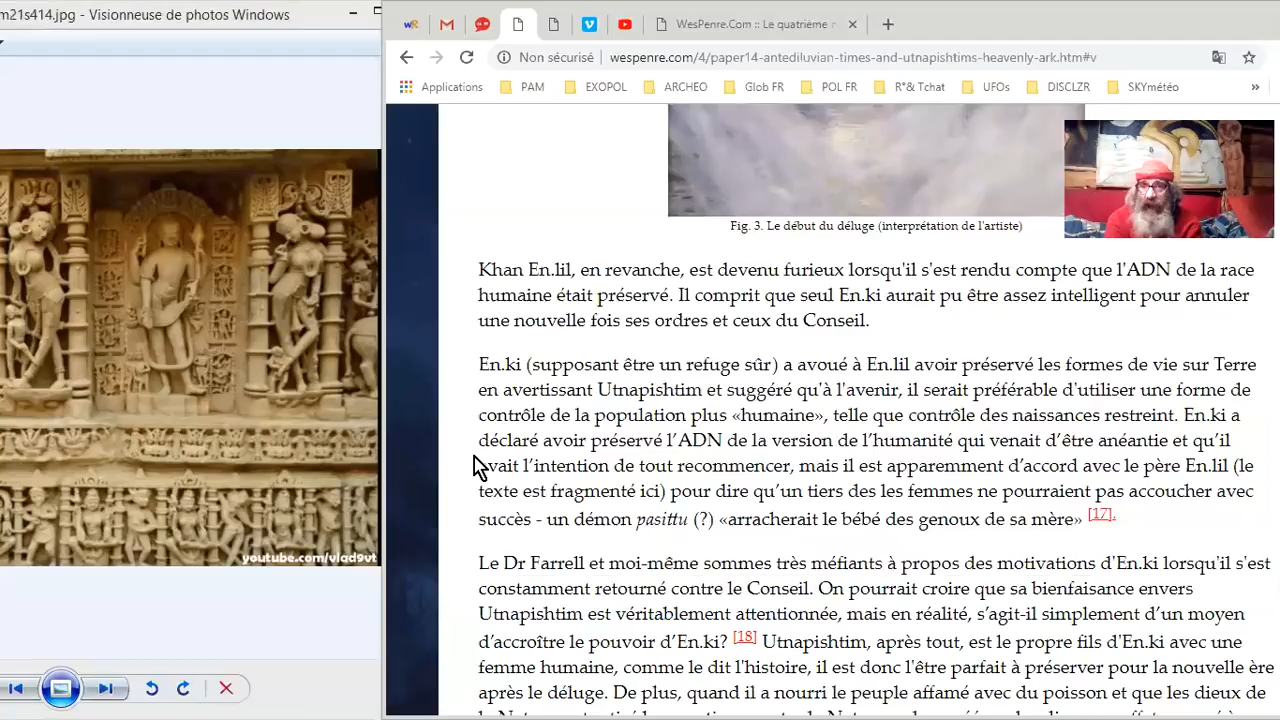 m21s414.jpg - Visionneuse de photos Windows
WesPenre.Com :: Le quatrième
Non sécurisé
wespenre.com/4/paper14-antediluvian-times-and-utnapishtims-heavenly-ark.htm#v
Applications PAM EXOPOL ARCHEO Glob FR POL FR R°& Tchat UFOs DISCLZR SKYmétéo »
Fig. 3. Le début du déluge (interprétation de l'artiste)
Khan En.lil, en revanche, est devenu furieux lorsqu'il s'est rendu compte que l'ADN de la race
humaine était préservé. Il comprit que seul En.ki aurait pu être assez intelligent pour annuler
une nouvelle fois ses ordres et ceux du Conseil.
En.ki (supposant être un refuge sûr) a avoué à En.lil avoir préservé les formes de vie sur Terre
en avertissant Utnapishtim et suggéré qu'à l'avenir, il serait préférable d'utiliser une forme de
contrôle de la population plus «humaine», telle que contrôle des naissances restreint. En.ki a
déclaré avoir préservé l’ADN de la version de l’humanité qui venait d’être anéantie et qu’il
avait l’intention de tout recommencer, mais il est apparemment d’accord avec le père En.lil (le
texte est fragmenté ici) pour dire qu’un tiers des les femmes ne pourraient pas accoucher avec
succès - un démon pasittu (?) «arracherait le bébé des genoux de sa mère» [17].
Le Dr Farrell et moi-même sommes très méfiants à propos des motivations d'En.ki lorsqu'il s'est
constamment retourné contre le Conseil. On pourrait croire que sa bienfaisance envers
Utnapishtim est véritablement attentionnée, mais en réalité, s’agit-il simplement d’un moyen
d’accroître le pouvoir d’En.ki? [18] Utnapishtim, après tout, est le propre fils d'En.ki avec une
femme humaine, comme le dit l'histoire, il est donc l'être parfait à préserver pour la nouvelle ère
après le déluge. De plus, quand il a nourri le peuple affamé avec du poisson et que les dieux de
youtube.com/vlad9vt